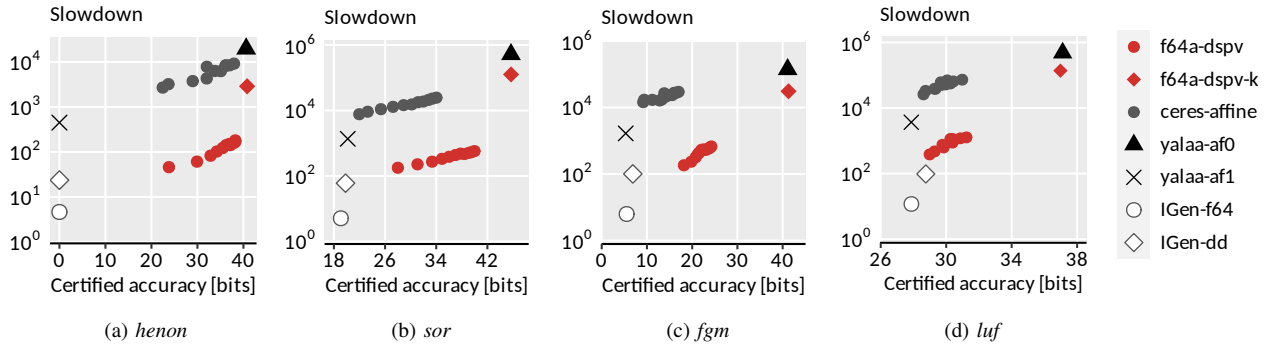 Slowdown
10^4
10^3
10^2
10^1
10^0
0 10 20 30 40
Certified accuracy [bits]
(a) henon
Slowdown
10^6
10^4
10^2
10^0
18 26 34 42
Certified accuracy [bits]
(b) sor
Slowdown
10^6
10^4
10^2
10^0
0 10 20 30 40
Certified accuracy [bits]
(c) fgm
Slowdown
10^6
10^4
10^2
10^0
26 30 34 38
Certified accuracy [bits]
(d) luf
f64a-dspv
f64a-dspv-k
ceres-affine
yalaa-af0
yalaa-af1
IGen-f64
IGen-dd